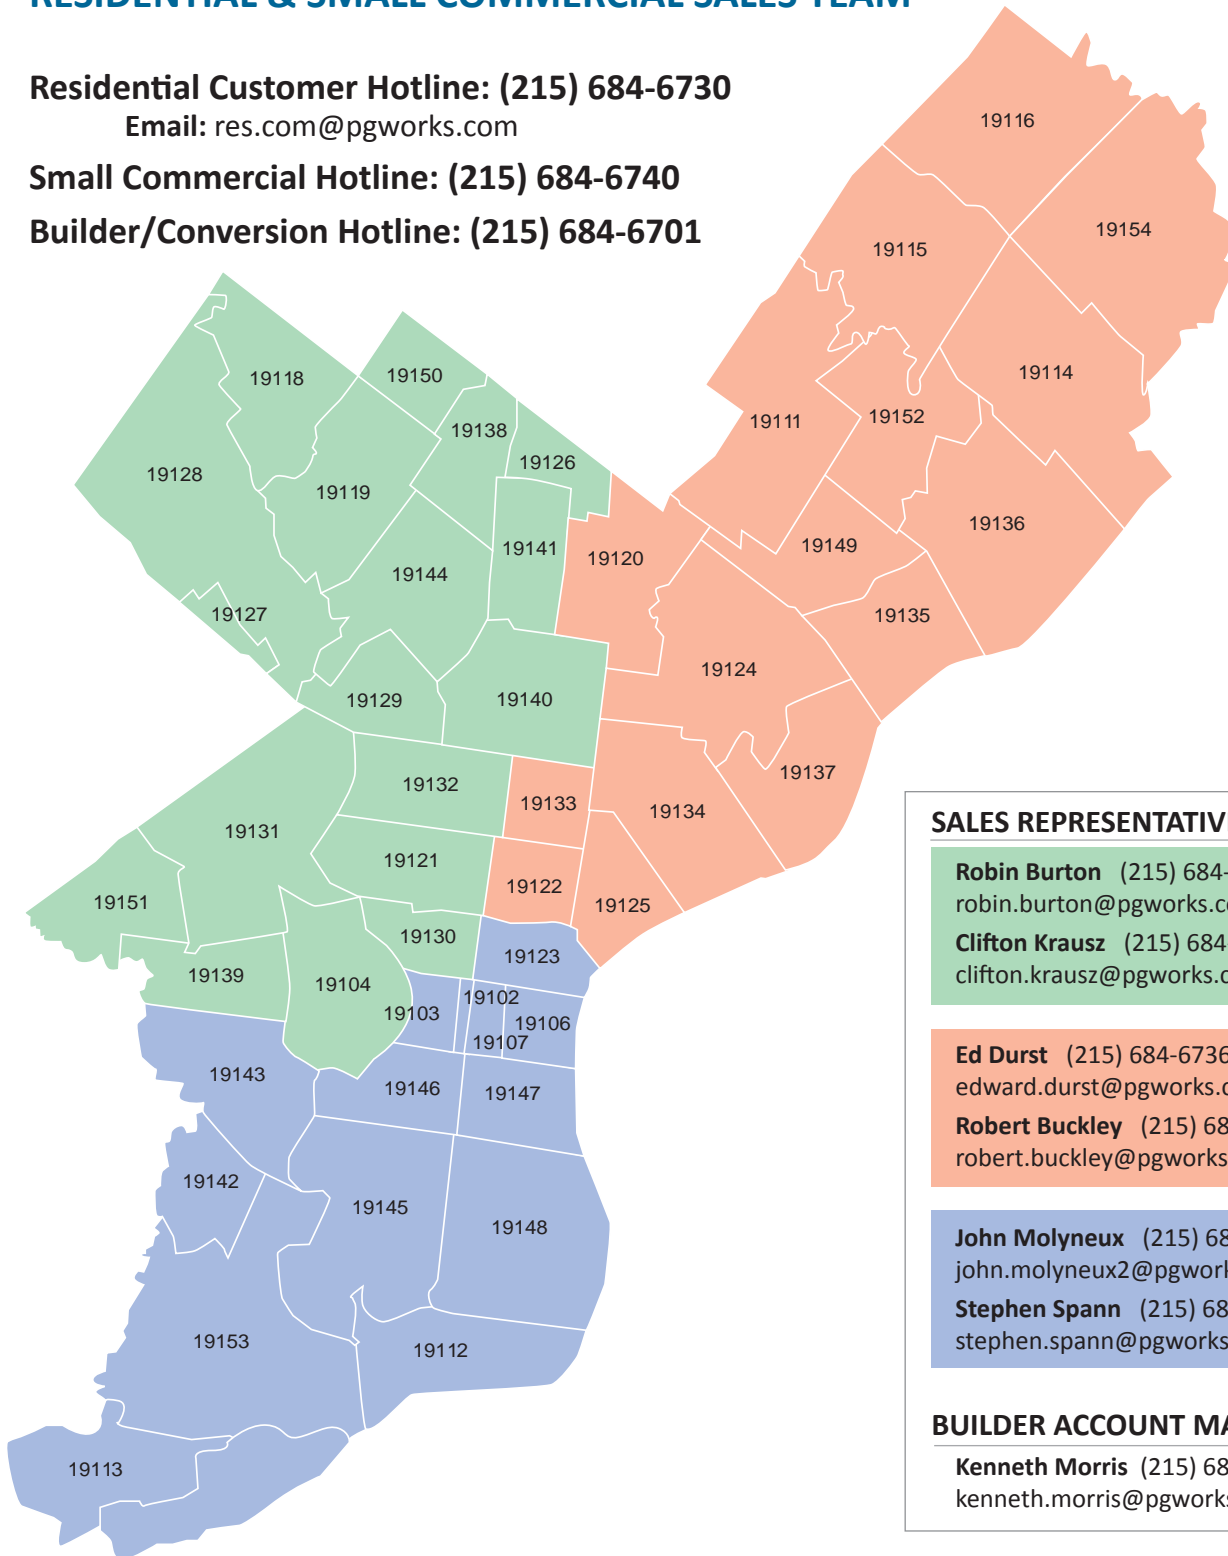 RESIDENTIAL & SMALL COMMERCIAL SALES TEAM
Residential Customer Hotline: (215) 684-6730
Email: res.com@pgworks.com
Small Commercial Hotline: (215) 684-6740
Builder/Conversion Hotline: (215) 684-6701
19116
19154
19115
19114
19118
19150
19111
19152
19138
19126
19128
19119
19136
19141
19120
19149
19144
19127
19135
19124
19129
19140
19137
19132
19133
19134
19131
19121
19122
19125
19151
19130
19123
19139
19104
19102
19103
19106
19107
19143
19146
19147
19142
19145
19148
19153
19112
19113
SALES REPRESENTATIV
Robin Burton (215) 684-
robin.burton@pgworks.c
Clifton Krausz (215) 684
clifton.krausz@pgworks.c
Ed Durst (215) 684-6736
edward.durst@pgworks.c
Robert Buckley (215) 68
robert.buckley@pgworks
John Molyneux (215) 68
john.molyneux2@pgwor
Stephen Spann (215) 68
stephen.spann@pgworks
BUILDER ACCOUNT MA
Kenneth Morris (215) 68
kenneth.morris@pgworks